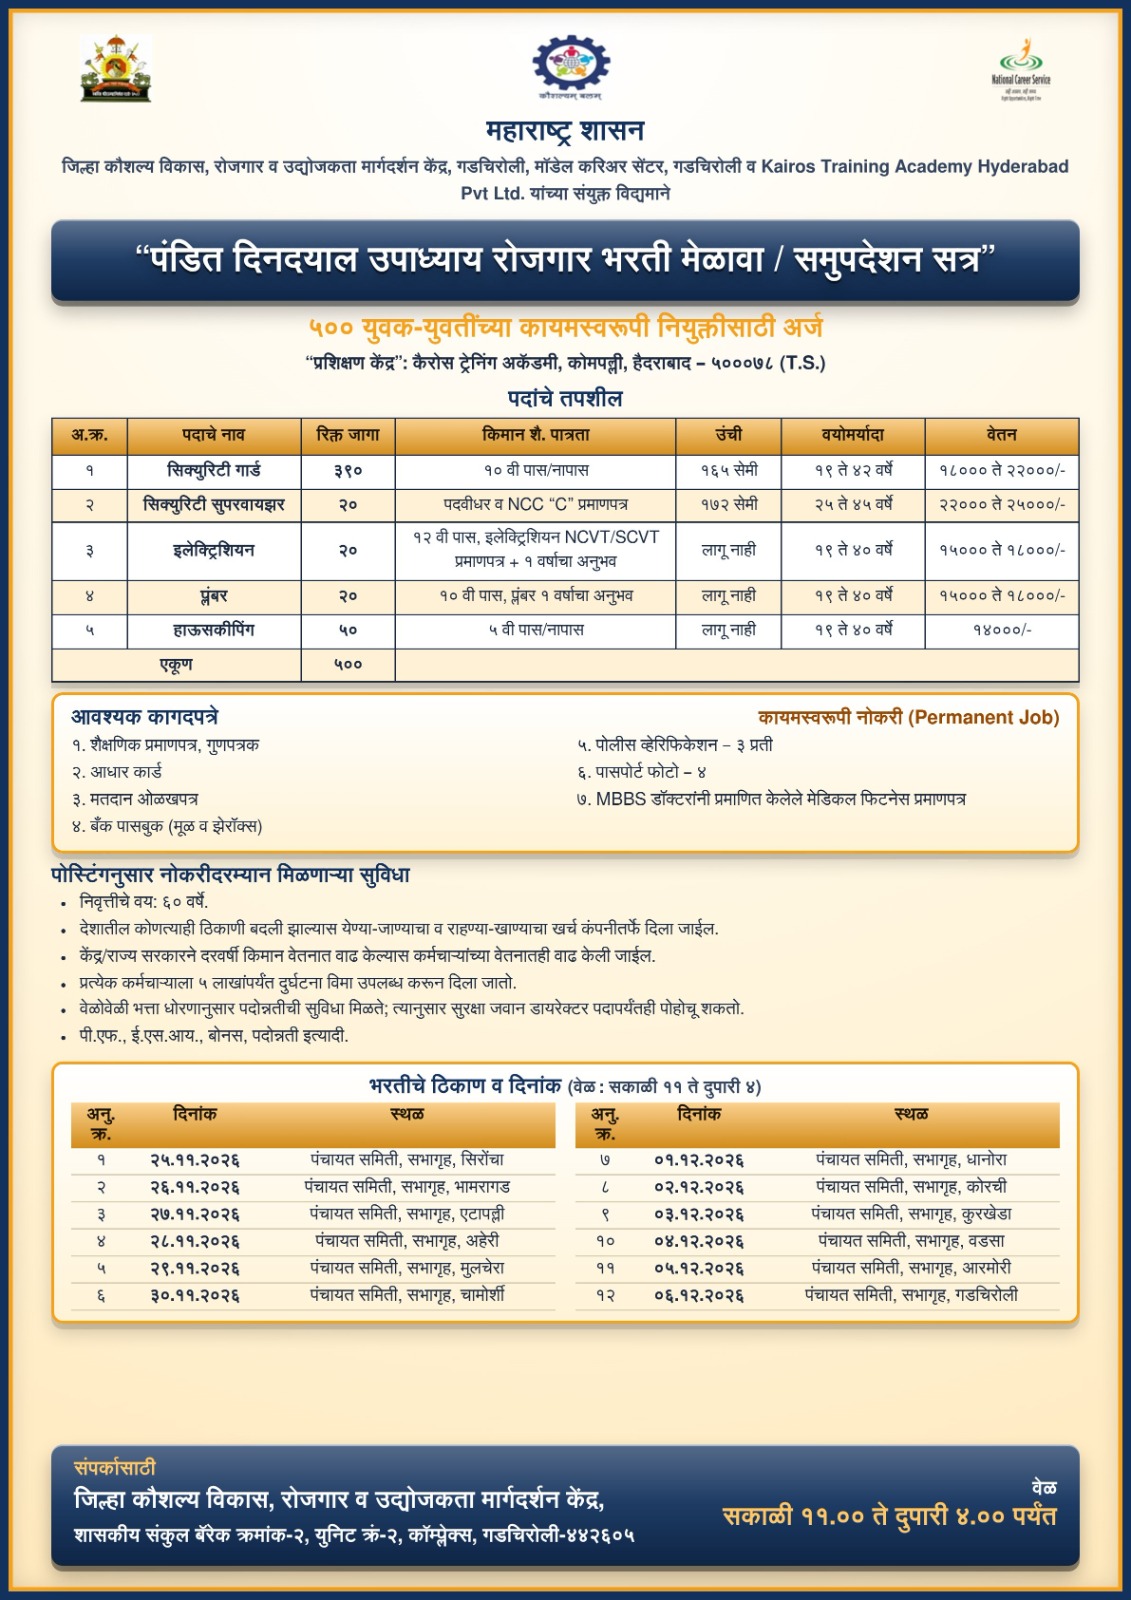 कौशल्यम् बलम्
National Career Service
महाराष्ट्र शासन
जिल्हा कौशल्य विकास, रोजगार व उद्योजकता मार्गदर्शन केंद्र, गडचिरोली, मॉडेल करिअर सेंटर, गडचिरोली व Kairos Training Academy Hyderabad
Pvt Ltd. यांच्या संयुक्त विद्यमाने
“पंडित दिनदयाल उपाध्याय रोजगार भरती मेळावा / समुपदेशन सत्र”
५०० युवक-युवतींच्या कायमस्वरूपी नियुक्तीसाठी अर्ज
“प्रशिक्षण केंद्र”: कैरोस ट्रेनिंग अकॅडमी, कोमपल्ली, हैदराबाद – ५०००७८ (T.S.)
पदांचे तपशील
अ.क्र. पदाचे नाव रिक्त जागा किमान शै. पात्रता उंची वयोमर्यादा वेतन
१ सिक्युरिटी गार्ड ३९० १० वी पास/नापास १६५ सेमी १९ ते ४२ वर्षे १८००० ते २२०००/-
२ सिक्युरिटी सुपरवायझर २० पदवीधर व NCC “C” प्रमाणपत्र १७२ सेमी २५ ते ४५ वर्षे २२००० ते २५०००/-
३ इलेक्ट्रिशियन २० १२ वी पास, इलेक्ट्रिशियन NCVT/SCVT
प्रमाणपत्र + १ वर्षाचा अनुभव लागू नाही १९ ते ४० वर्षे १५००० ते १८०००/-
४ प्लंबर २० १० वी पास, प्लंबर १ वर्षाचा अनुभव लागू नाही १९ ते ४० वर्षे १५००० ते १८०००/-
५ हाऊसकीपिंग ५० ५ वी पास/नापास लागू नाही १९ ते ४० वर्षे १४०००/-
एकूण ५००
आवश्यक कागदपत्रे
कायमस्वरूपी नोकरी (Permanent Job)
१. शैक्षणिक प्रमाणपत्र, गुणपत्रक
२. आधार कार्ड
३. मतदान ओळखपत्र
४. बँक पासबुक (मूळ व झेरॉक्स)
५. पोलीस व्हेरिफिकेशन – ३ प्रती
६. पासपोर्ट फोटो – ४
७. MBBS डॉक्टरांनी प्रमाणित केलेले मेडिकल फिटनेस प्रमाणपत्र
पोस्टिंगनुसार नोकरीदरम्यान मिळणाऱ्या सुविधा
• निवृत्तीचे वय: ६० वर्षे.
• देशातील कोणत्याही ठिकाणी बदली झाल्यास येण्या-जाण्याचा व राहण्या-खाण्याचा खर्च कंपनीतर्फे दिला जाईल.
• केंद्र/राज्य सरकारने दरवर्षी किमान वेतनात वाढ केल्यास कर्मचाऱ्यांच्या वेतनातही वाढ केली जाईल.
• प्रत्येक कर्मचाऱ्याला ५ लाखांपर्यंत दुर्घटना विमा उपलब्ध करून दिला जातो.
• वेळोवेळी भत्ता धोरणानुसार पदोन्नतीची सुविधा मिळते; त्यानुसार सुरक्षा जवान डायरेक्टर पदापर्यंतही पोहोचू शकतो.
• पी.एफ., ई.एस.आय., बोनस, पदोन्नती इत्यादी.
भरतीचे ठिकाण व दिनांक (वेळ : सकाळी ११ ते दुपारी ४)
अनु. क्र. दिनांक स्थळ
१ २५.११.२०२६ पंचायत समिती, सभागृह, सिरोंचा
२ २६.११.२०२६ पंचायत समिती, सभागृह, भामरागड
३ २७.११.२०२६ पंचायत समिती, सभागृह, एटापल्ली
४ २८.११.२०२६ पंचायत समिती, सभागृह, अहेरी
५ २९.११.२०२६ पंचायत समिती, सभागृह, मुलचेरा
६ ३०.११.२०२६ पंचायत समिती, सभागृह, चामोर्शी
अनु. क्र. दिनांक स्थळ
७ ०१.१२.२०२६ पंचायत समिती, सभागृह, धानोरा
८ ०२.१२.२०२६ पंचायत समिती, सभागृह, कोरची
९ ०३.१२.२०२६ पंचायत समिती, सभागृह, कुरखेडा
१० ०४.१२.२०२६ पंचायत समिती, सभागृह, वडसा
११ ०५.१२.२०२६ पंचायत समिती, सभागृह, आरमोरी
१२ ०६.१२.२०२६ पंचायत समिती, सभागृह, गडचिरोली
संपर्कासाठी
जिल्हा कौशल्य विकास, रोजगार व उद्योजकता मार्गदर्शन केंद्र,
शासकीय संकुल बॅरेक क्रमांक-२, युनिट क्रं-२, कॉम्प्लेक्स, गडचिरोली-४४२६०५
वेळ
सकाळी ११.०० ते दुपारी ४.०० पर्यंत